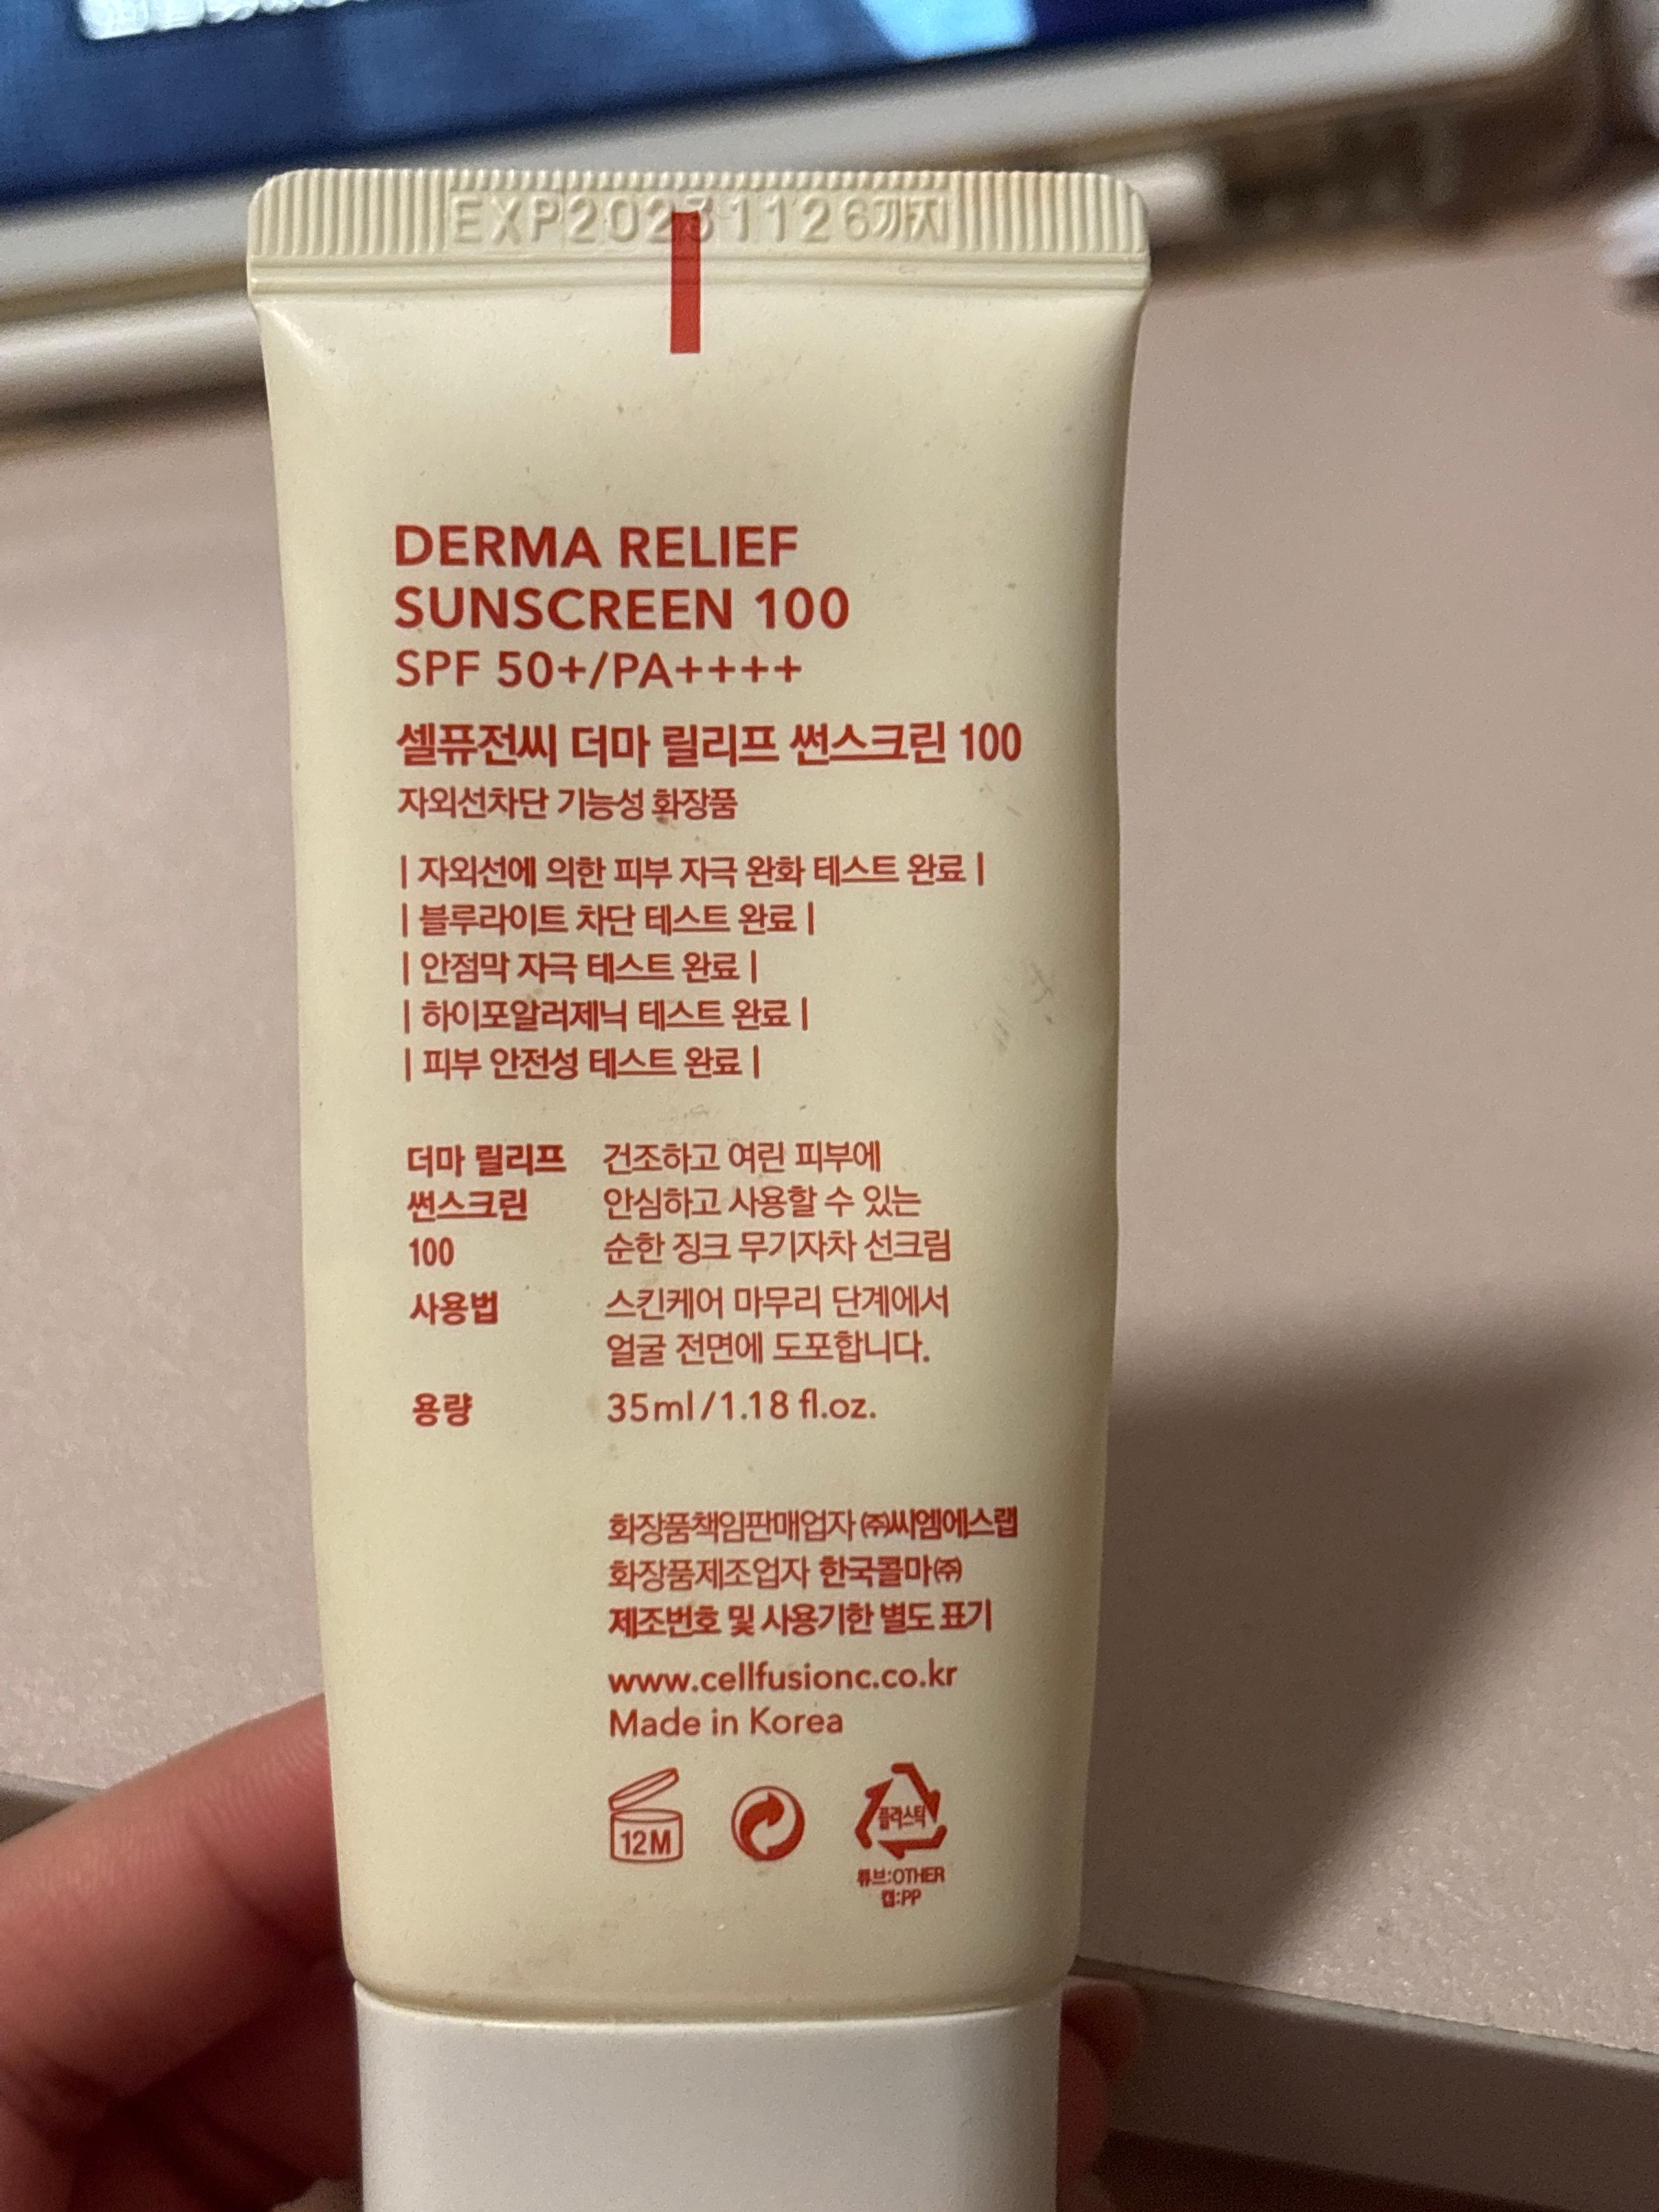 EXP20231126까지
DERMA RELIEF
SUNSCREEN 100
SPF 50+/PA++++
셀퓨전씨 더마 릴리프 썬스크린 100
자외선차단 기능성 화장품
| 자외선에 의한 피부 자극 완화 테스트 완료 |
| 블루라이트 차단 테스트 완료 |
| 안점막 자극 테스트 완료 |
| 하이포알러제닉 테스트 완료 |
| 피부 안전성 테스트 완료 |
더마 릴리프 건조하고 여린 피부에
썬스크린 안심하고 사용할 수 있는
100 순한 징크 무기자차 선크림
사용법 스킨케어 마무리 단계에서
얼굴 전면에 도포합니다.
용량 35ml/1.18 fl.oz.
화장품책임판매업자 ㈜씨엠에스랩
화장품제조업자 한국콜마㈜
제조번호 및 사용기한 별도 표기
www.cellfusionc.co.kr
Made in Korea
12M
플라스틱
튜브:OTHER
캡:PP